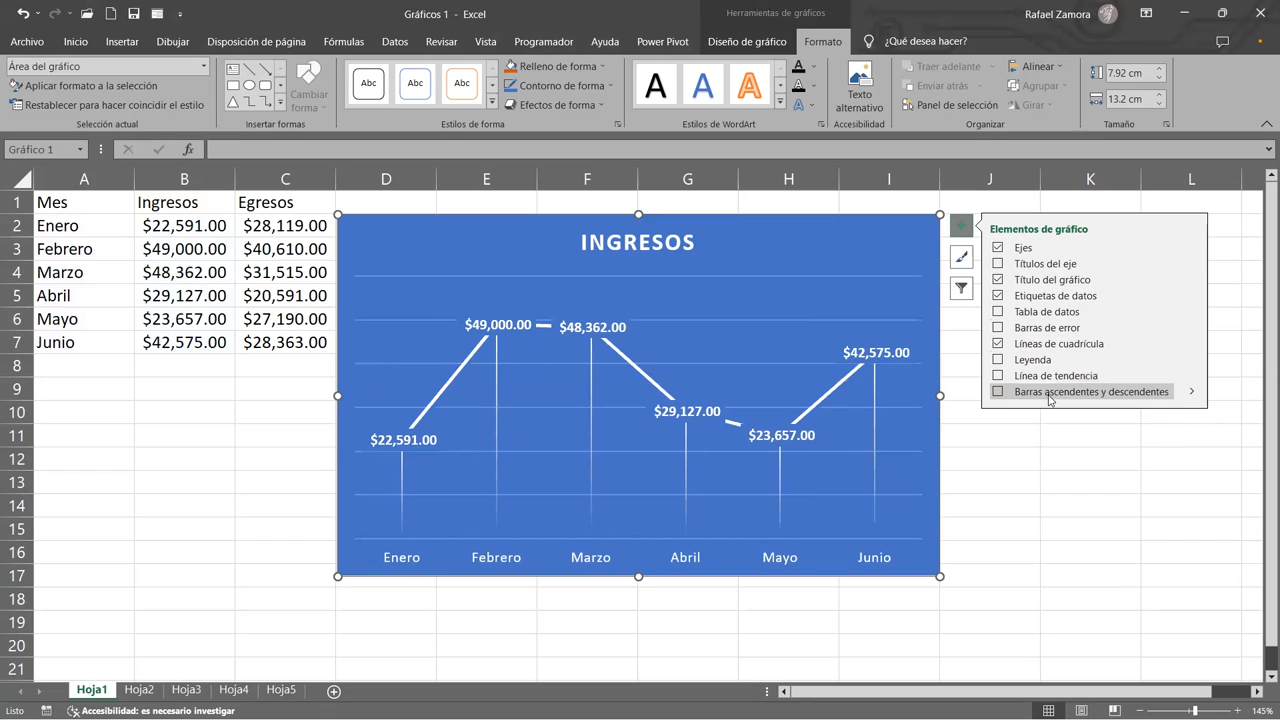 Gráficos 1 - Excel
Herramientas de gráficos
Rafael Zamora
Archivo Inicio Insertar Dibujar Disposición de página Fórmulas Datos Revisar Vista Programador Ayuda Power Pivot Diseño de gráfico Formato ¿Qué desea hacer?
Área del gráfico
Aplicar formato a la selección
Restablecer para hacer coincidir el estilo
Selección actual
Cambiar
forma
Insertar formas
Abc Abc Abc
Relleno de forma
Contorno de forma
Efectos de forma
Estilos de forma
A A A
A
A
A
Estilos de WordArt
Texto
alternativo
Accesibilidad
Traer adelante
Enviar atrás
Panel de selección
Alinear
Agrupar
Girar
Organizar
7.92 cm
13.2 cm
Tamaño
Gráfico 1
fx
A B C D E F G H I J K L
1 Mes Ingresos Egresos
2 Enero $22,591.00 $28,119.00
3 Febrero $49,000.00 $40,610.00
4 Marzo $48,362.00 $31,515.00
5 Abril $29,127.00 $20,591.00
6 Mayo $23,657.00 $27,190.00
7 Junio $42,575.00 $28,363.00
8
9
10
11
12
13
14
15
16
17
18
19
20
21
INGRESOS
$49,000.00 $48,362.00
$42,575.00
$29,127.00
$22,591.00 $23,657.00
Enero Febrero Marzo Abril Mayo Junio
Elementos de gráfico
Ejes
Títulos del eje
Título del gráfico
Etiquetas de datos
Tabla de datos
Barras de error
Líneas de cuadrícula
Leyenda
Línea de tendencia
Barras ascendentes y descendentes
Hoja1 Hoja2 Hoja3 Hoja4 Hoja5
Listo
Accesibilidad: es necesario investigar
145%